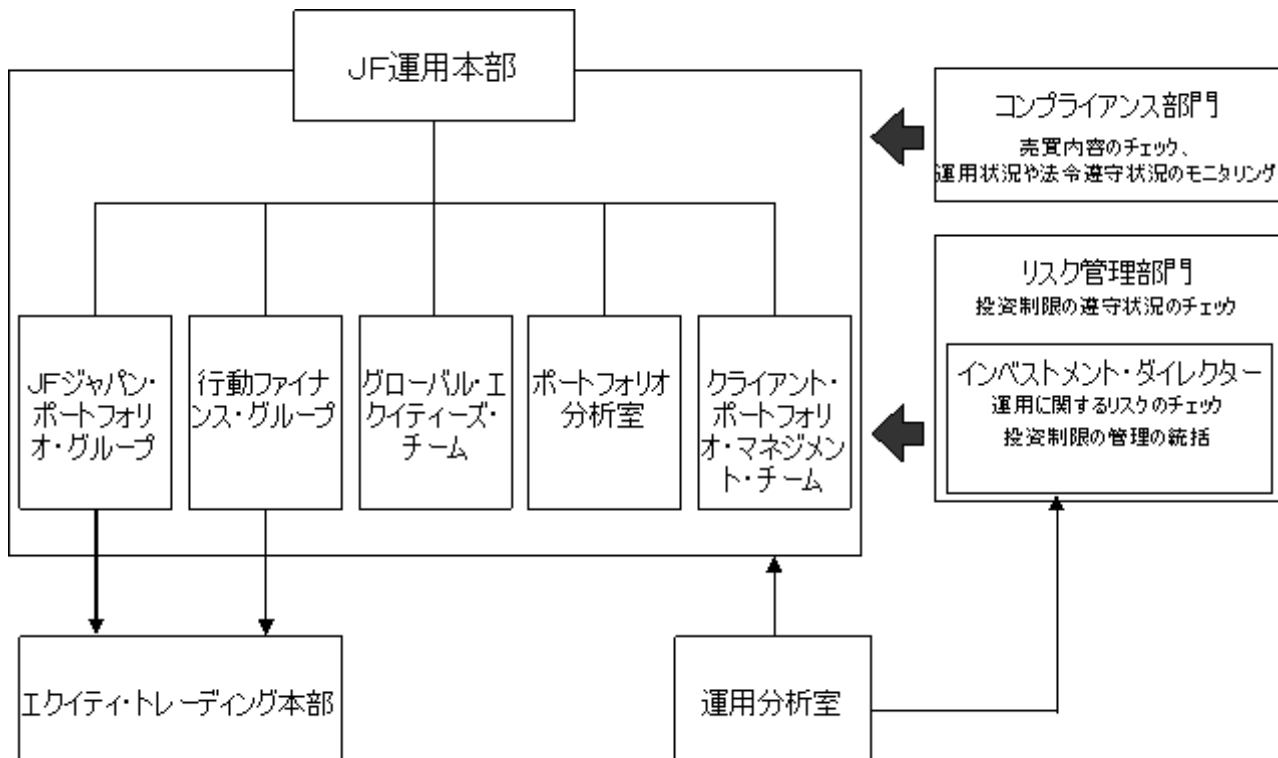 JF運用本部
コンプライアンス部門
売買内容のチェック、
運用状況や法令遵守状況のモニタリング
リスク管理部門
投資制限の遵守状況のチェック
インベストメント・ダイレクター
運用に関するリスクのチェック
投資制限の管理の統括
JFジャパン・
ポートフォリ
オ・グループ
行動ファイナ
ンス・グループ
グローバル・エ
クイティーズ・
チーム
ポートフォリオ
分析室
クライアント・
ポートフォリ
オ・マネジメン
ト・チーム
エクイティ・トレーディング本部
運用分析室